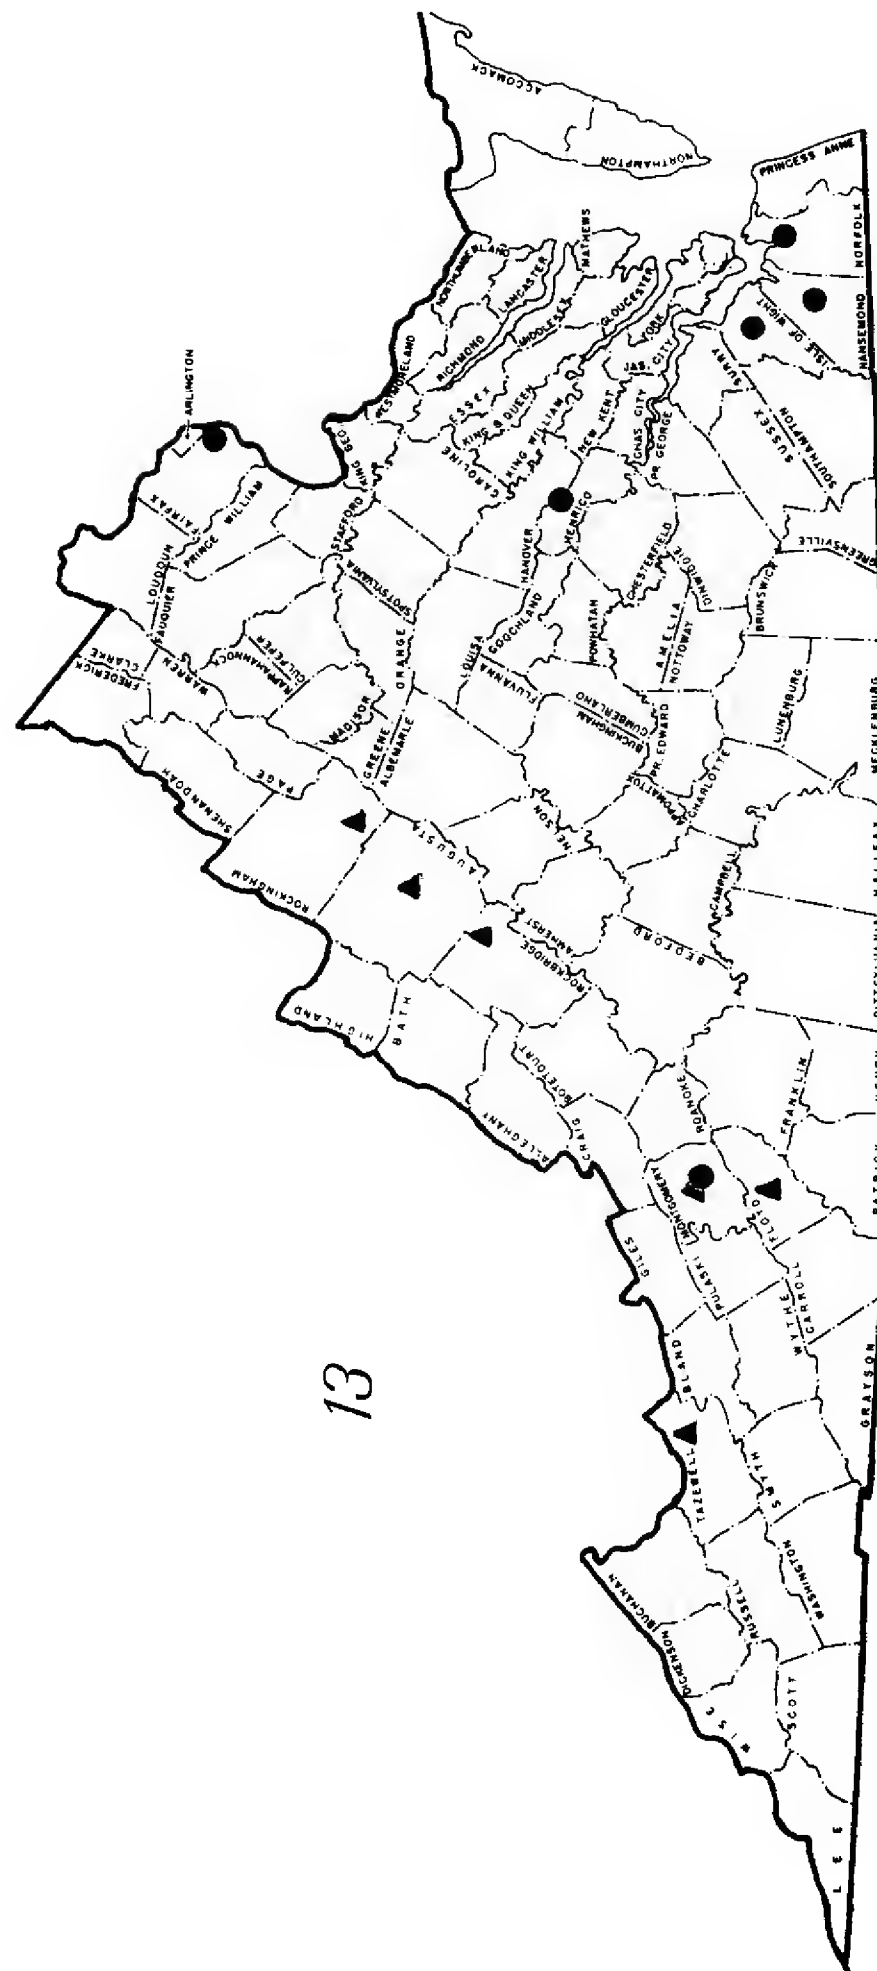 13
ACCOMACK
NORTHAMPTON
PRINCESS ANNE
NORFOLK
NANSEMOND
ISLE OF WIGHT
SURRY
SUSSEX
SOUTHAMPTON
GREENSVILLE
BRUNSWICK
MATHEWS
GLOUCESTER
YORK
JAS. CITY
MIDDLESEX
LANCASTER
NORTHUMBERLAND
RICHMOND
WESTMORELAND
ESSEX
KING & QUEEN
KING WILLIAM
NEW KENT
CHAS CITY
PR. GEORGE
CAROLINE
KING GEO.
STAFFORD
SPOTSYLVANIA
HANOVER
HENRICO
CHESTERFIELD
DINWIDDIE
AMELIA
NOTTOWAY
POWHATAN
GOOCHLAND
LOUISA
FLUVANNA
CUMBERLAND
BUCKINGHAM
PR. EDWARD
LUNENBURG
MECKLENBURG
CHARLOTTE
APPOMATTOX
ARLINGTON
FAIRFAX
PRINCE WILLIAM
LOUDOUN
FAUQUIER
CLARKE
FREDERICK
WARREN
RAPPAHANNOCK
CULPEPER
MADISON
ORANGE
GREENE
ALBEMARLE
PAGE
SHENANDOAH
ROCKINGHAM
AUGUSTA
NELSON
AMHERST
ROCKBRIDGE
BEDFORD
CAMPBELL
HALIFAX
PITTSYLVANIA
HENRY
PATRICK
FRANKLIN
ROANOKE
BOTETOURT
CRAIG
ALLEGHANY
BATH
HIGHLAND
MONTGOMERY
FLOYD
GILES
PULASKI
CARROLL
WYTHE
BLAND
GRAYSON
TAZEWELL
SMYTH
WASHINGTON
RUSSELL
BUCHANAN
DICKENSON
WISE
SCOTT
LEE